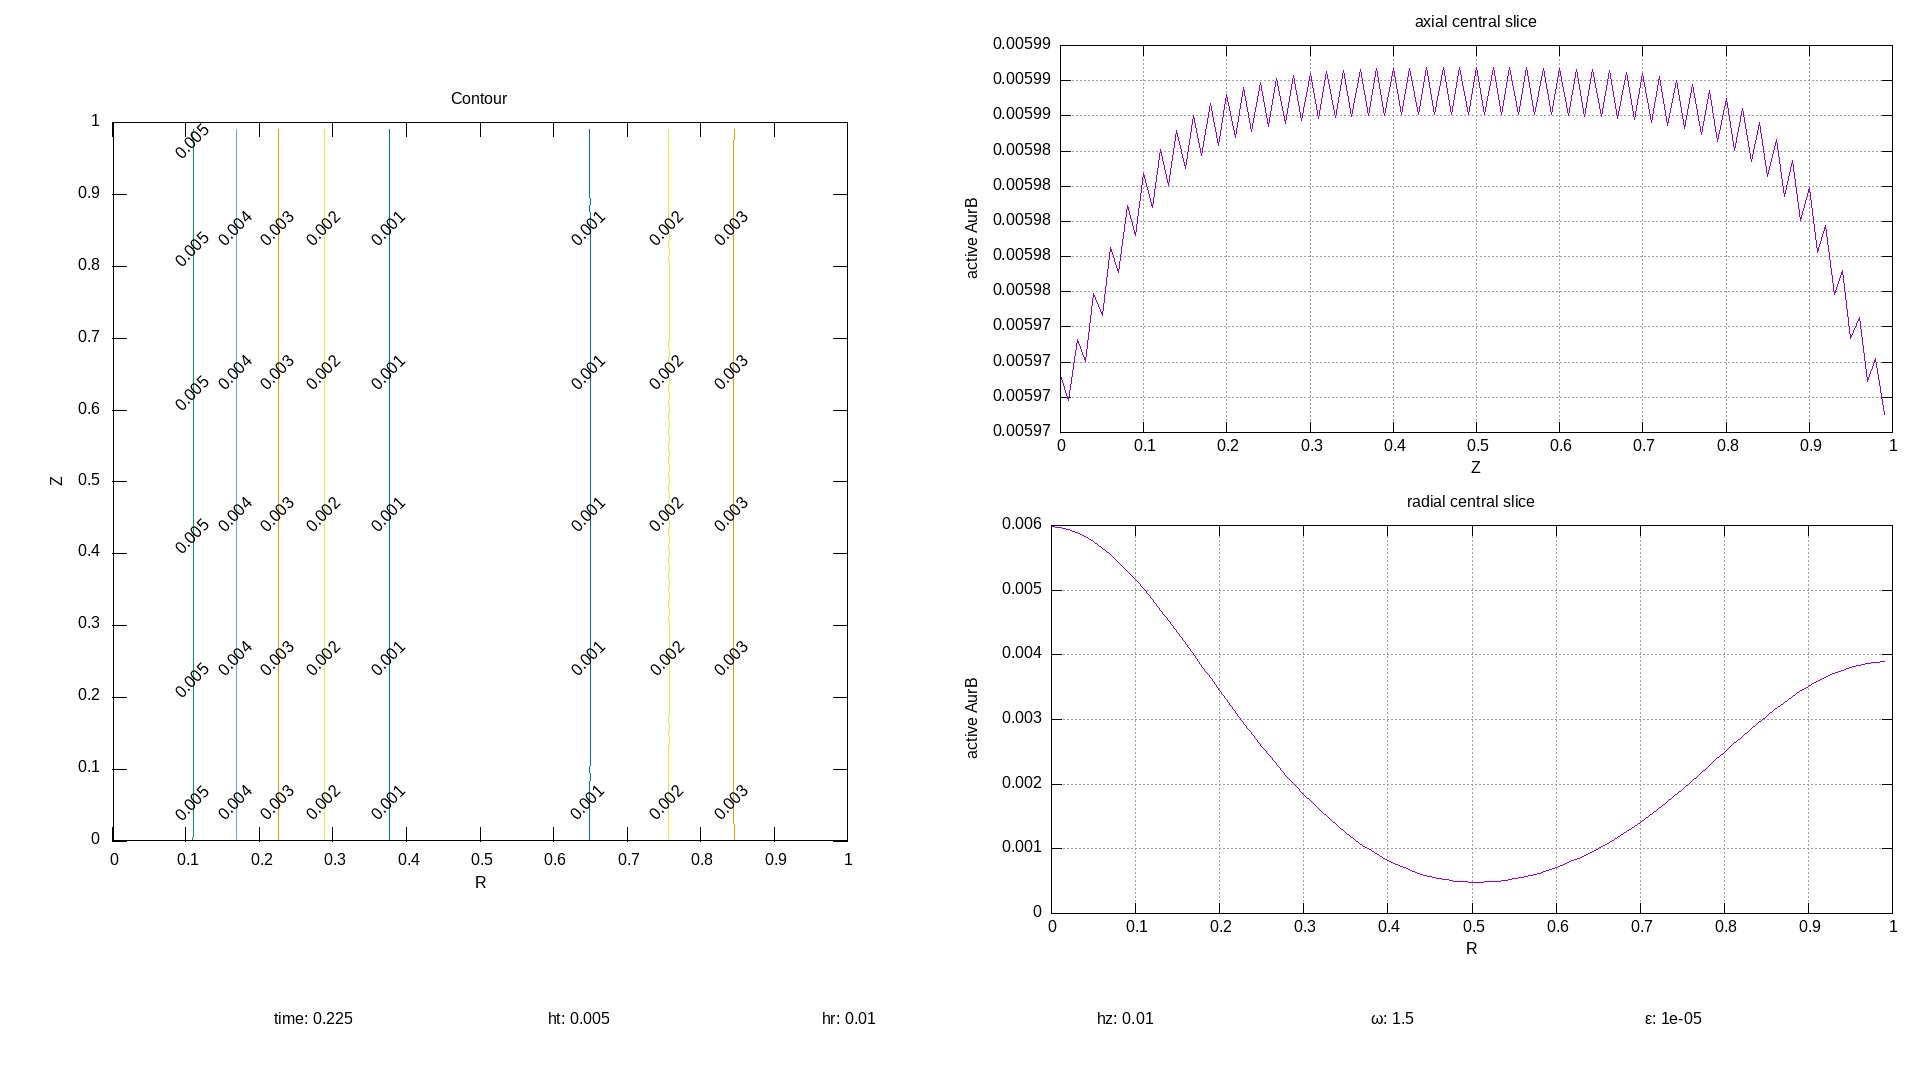 Contour
1
0.9
0.8
0.7
0.6
0.5
0.4
0.3
0.2
0.1
0
Z
0.005
0.005 0.004 0.003 0.002 0.001 0.001 0.002 0.003
0.005 0.004 0.003 0.002 0.001 0.001 0.002 0.003
0.005 0.004 0.003 0.002 0.001 0.001 0.002 0.003
0.005 0.004 0.003 0.002 0.001 0.001 0.002 0.003
0.005 0.004 0.003 0.002 0.001 0.001 0.002 0.003
0 0.1 0.2 0.3 0.4 0.5 0.6 0.7 0.8 0.9 1
R
axial central slice
0.00599
0.00599
0.00599
0.00598
0.00598
0.00598
0.00598
0.00598
0.00597
0.00597
0.00597
0.00597
active AurB
0 0.1 0.2 0.3 0.4 0.5 0.6 0.7 0.8 0.9 1
Z
radial central slice
0.006
0.005
0.004
0.003
0.002
0.001
0
active AurB
0 0.1 0.2 0.3 0.4 0.5 0.6 0.7 0.8 0.9 1
R
time: 0.225 ht: 0.005 hr: 0.01 hz: 0.01 ω: 1.5 ε: 1e-05